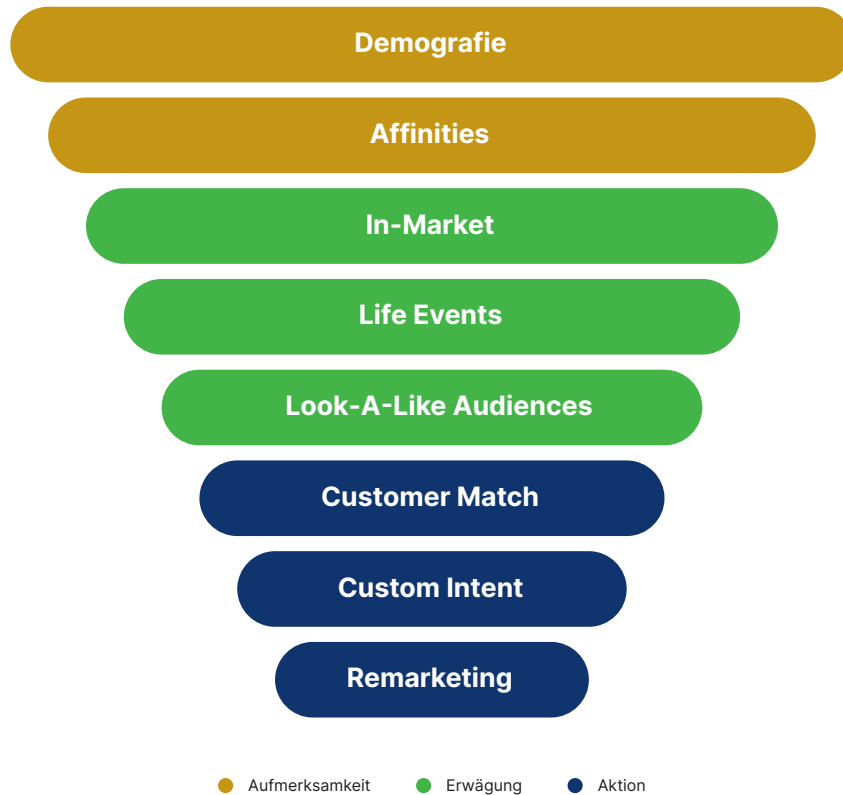 Demografie
Affinities
In-Market
Life Events
Look-A-Like Audiences
Customer Match
Custom Intent
Remarketing
Aufmerksamkeit Erwägung Aktion